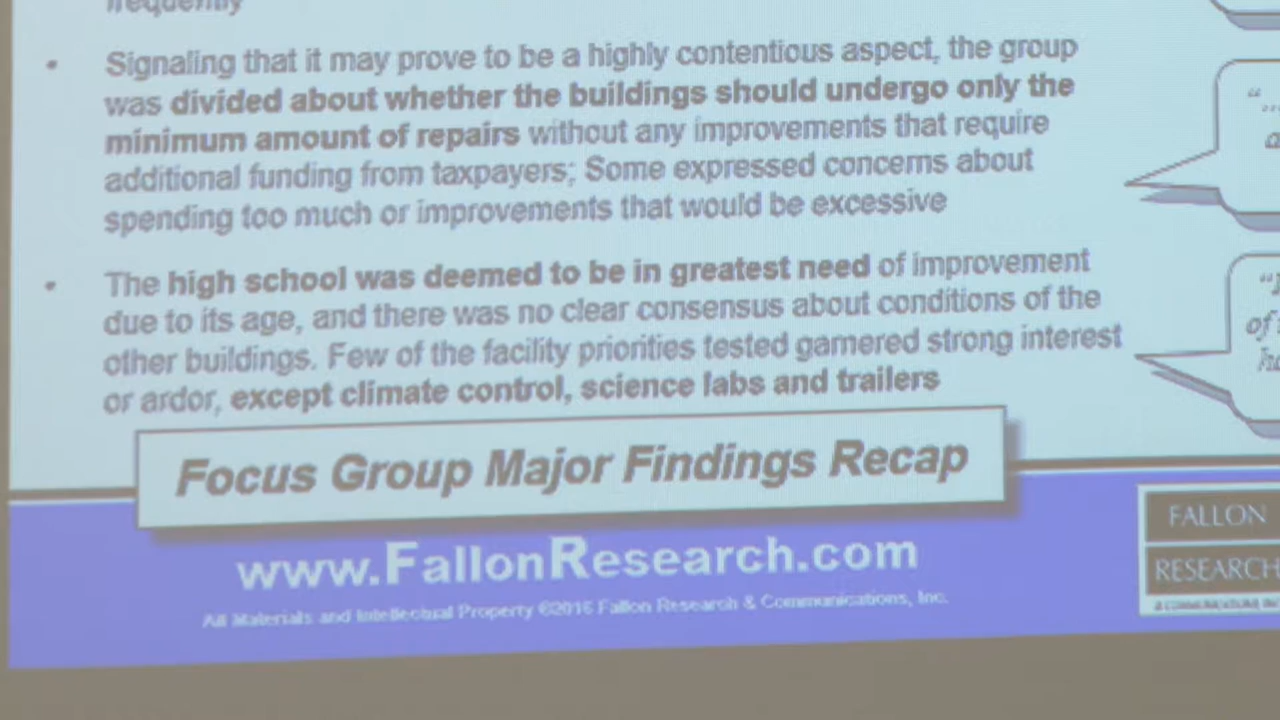 frequently
• Signaling that it may prove to be a highly contentious aspect, the group
was divided about whether the buildings should undergo only the
minimum amount of repairs without any improvements that require
additional funding from taxpayers; Some expressed concerns about
spending too much or improvements that would be excessive
• The high school was deemed to be in greatest need of improvement
due to its age, and there was no clear consensus about conditions of the
other buildings. Few of the facility priorities tested garnered strong interest
or ardor, except climate control, science labs and trailers
Focus Group Major Findings Recap
www.FallonResearch.com
All Materials and Intellectual Property ©2016 Fallon Research & Communications, Inc.
FALLON
RESEARCH
"...
of